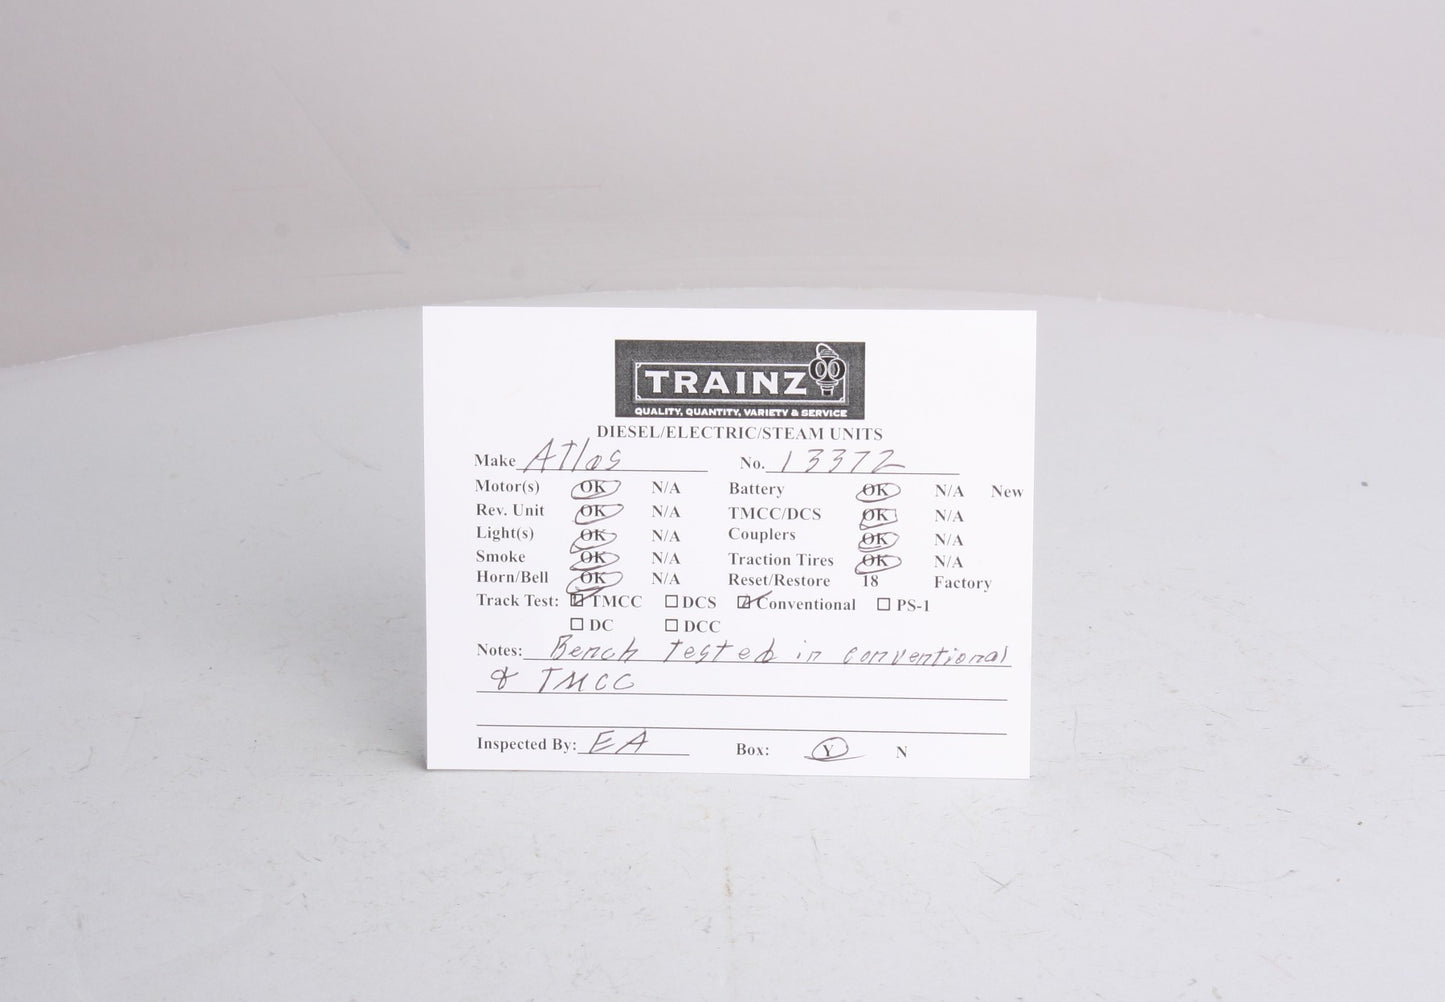 TRAINZ
QUALITY, QUANTITY, VARIETY & SERVICE
DIESEL/ELECTRIC/STEAM UNITS
Make Atlas No. 13372
Motor(s) OK N/A Battery OK N/A New
Rev. Unit OK N/A TMCC/DCS OK N/A
Light(s) OK N/A Couplers OK N/A
Smoke OK N/A Traction Tires OK N/A
Horn/Bell OK N/A Reset/Restore 18 Factory
Track Test: ☑ TMCC ☐ DCS ☑ Conventional ☐ PS-1
☐ DC ☐ DCC
Notes: Bench tested in conventional
& TMCC
Inspected By: EA Box: Y N